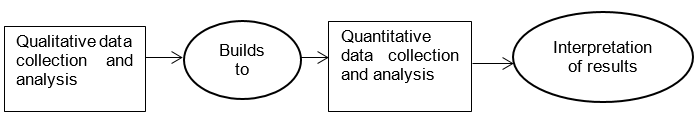 Qualitative data
collection and
analysis
Builds
to
Quantitative
data collection
and analysis
Interpretation
of results